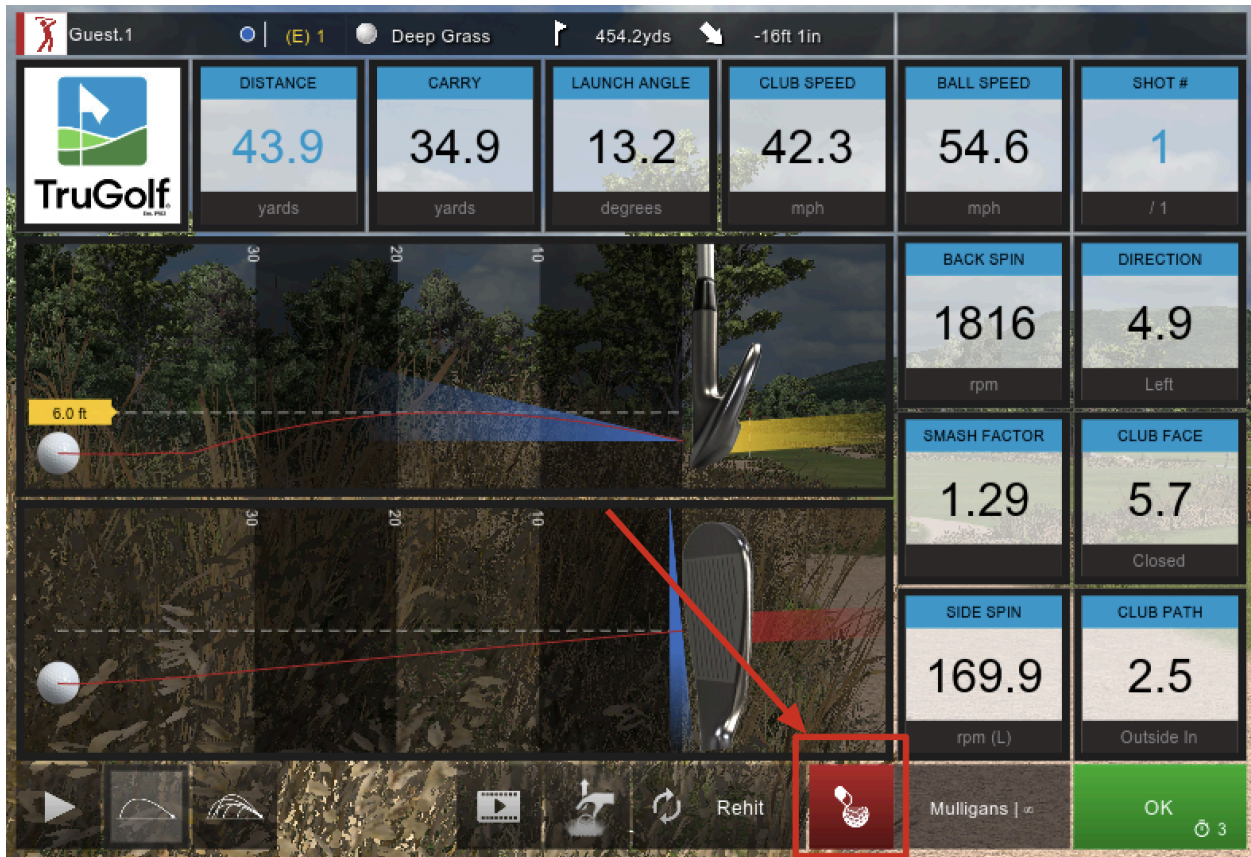 Guest.1 (E) 1 Deep Grass 454.2yds -16ft 1in
TruGolf
DISTANCE
43.9
yards
CARRY
34.9
yards
LAUNCH ANGLE
13.2
degrees
CLUB SPEED
42.3
mph
BALL SPEED
54.6
mph
SHOT #
1
/ 1
30 20 10
6.0 ft
BACK SPIN
1816
rpm
DIRECTION
4.9
Left
SMASH FACTOR
1.29
CLUB FACE
5.7
Closed
30 20 10
SIDE SPIN
169.9
rpm (L)
CLUB PATH
2.5
Outside In
Rehit
Mulligans | ∞
OK
3